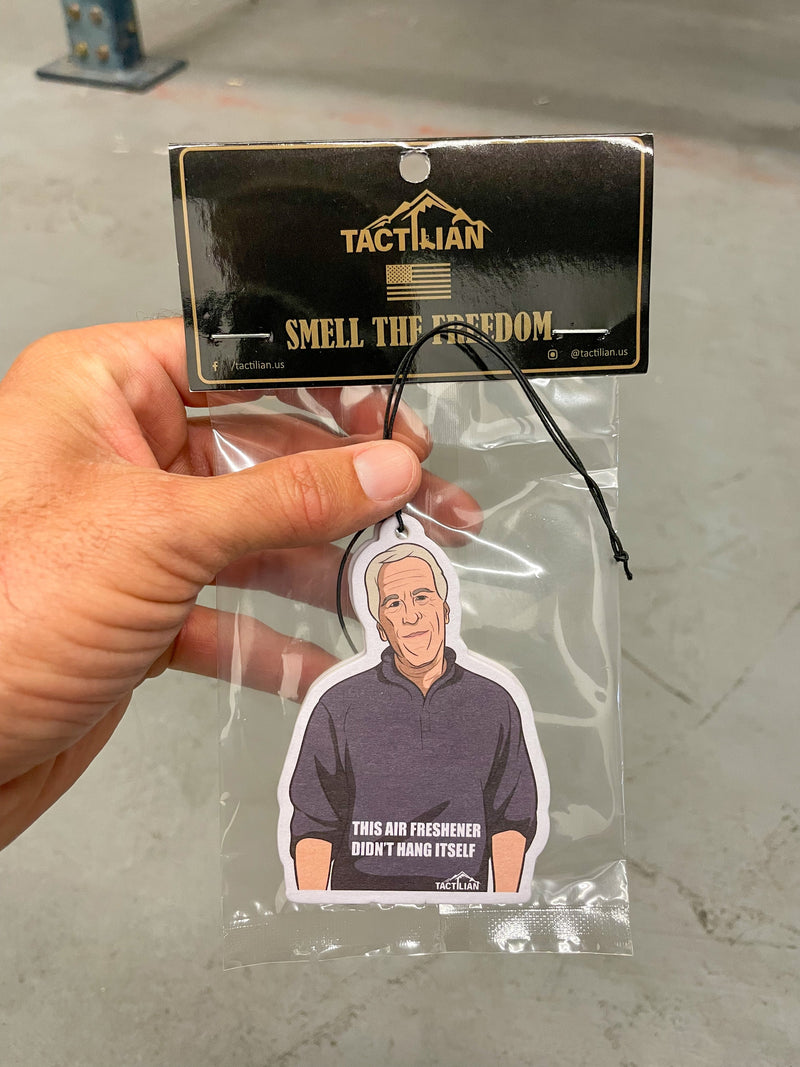 TACTILIAN
SMELL THE FREEDOM
/tactilian.us
@tactilian.us
THIS AIR FRESHENER
DIDN'T HANG ITSELF
TACTILIAN